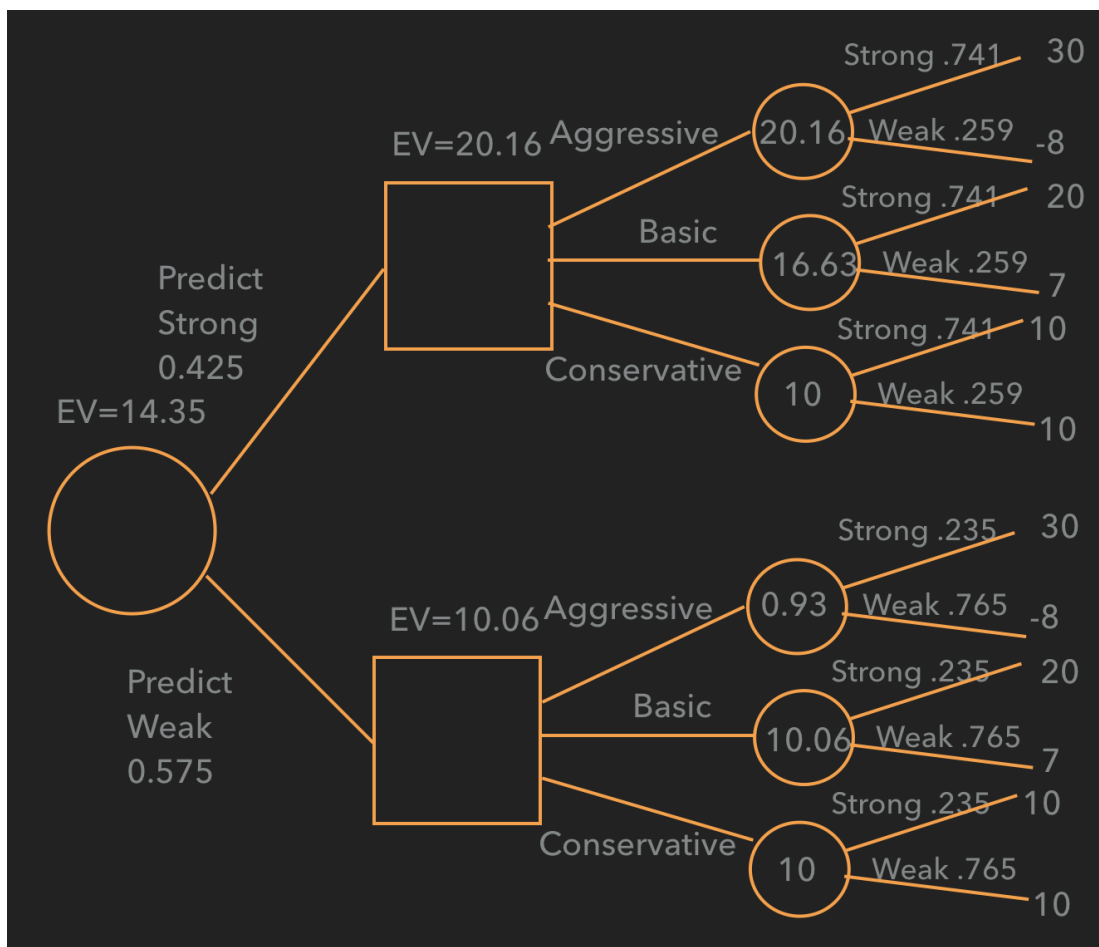 Strong .741 30
EV=20.16 Aggressive 20.16 Weak .259 -8
Strong .741 20
Basic 16.63 Weak .259 7
Predict
Strong
0.425
Strong .741 10
Conservative 10 Weak .259 10
EV=14.35
Strong .235 30
EV=10.06 Aggressive 0.93 Weak .765 -8
Strong .235 20
Predict
Weak
0.575
Basic 10.06 Weak .765 7
Strong .235 10
Conservative 10 Weak .765 10